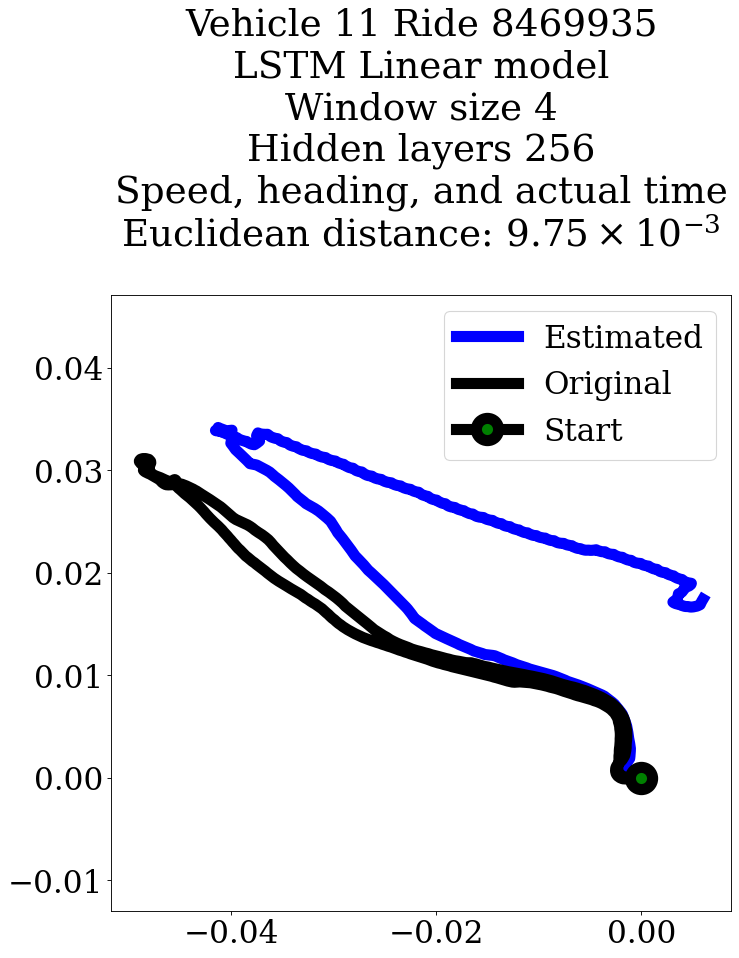 Vehicle 11 Ride 8469935
LSTM Linear model
Window size 4
Hidden layers 256
Speed, heading, and actual time
Euclidean distance: 9.75 × 10⁻³
Estimated
Original
Start
0.04
0.03
0.02
0.01
0.00
−0.01
−0.04
−0.02
0.00